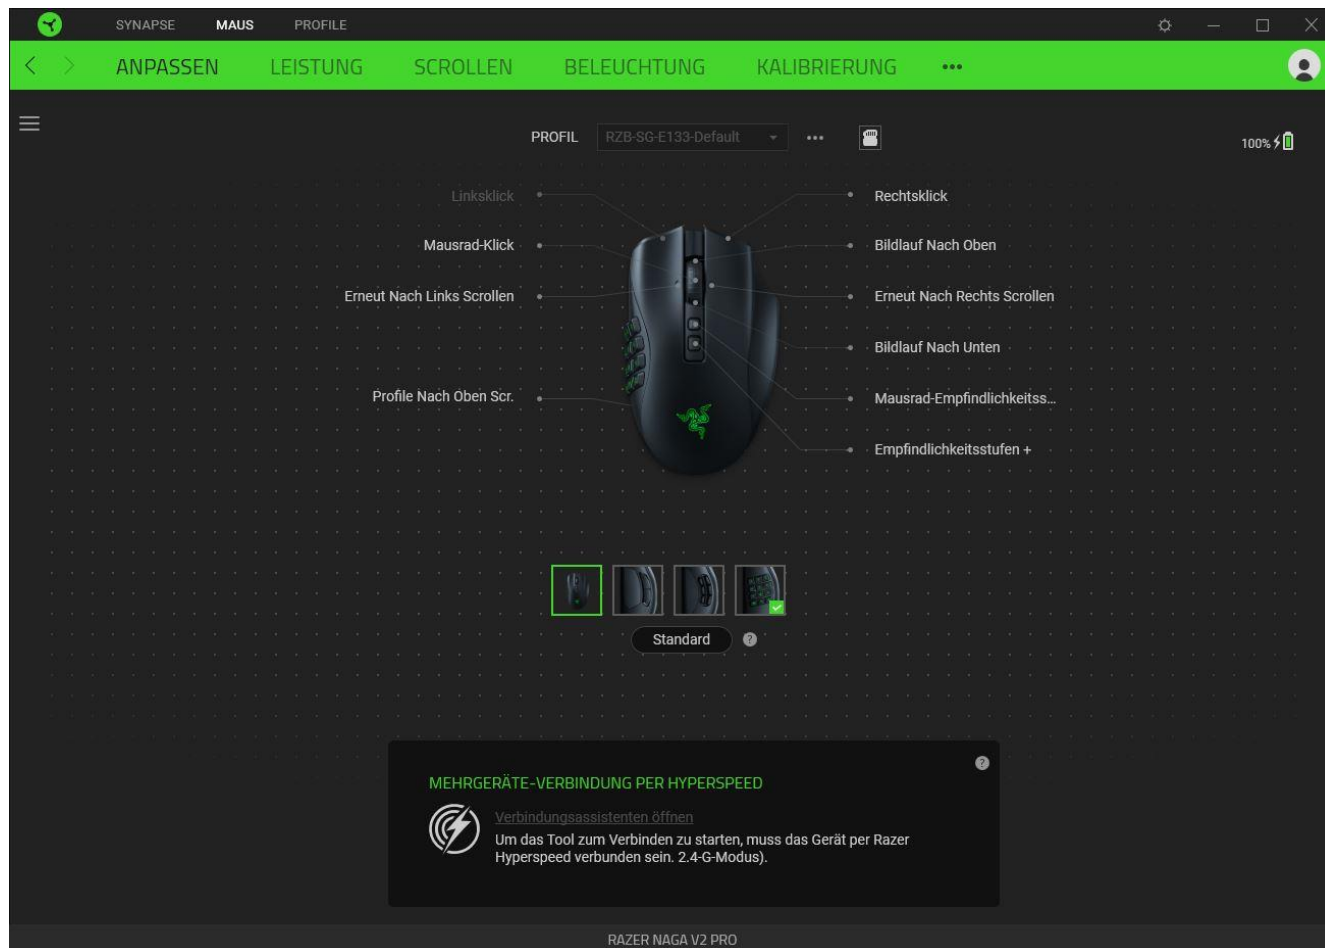 SYNAPSE MAUS PROFILE
ANPASSEN LEISTUNG SCROLLEN BELEUCHTUNG KALIBRIERUNG •••
PROFIL RZB-SG-E133-Default •••
100%
Linksklick
Rechtsklick
Mausrad-Klick
Bildlauf Nach Oben
Erneut Nach Links Scrollen
Erneut Nach Rechts Scrollen
Bildlauf Nach Unten
Profile Nach Oben Scr.
Mausrad-Empfindlichkeitss...
Empfindlichkeitsstufen +
Standard ?
?
MEHRGERÄTE-VERBINDUNG PER HYPERSPEED
Verbindungsassistenten öffnen
Um das Tool zum Verbinden zu starten, muss das Gerät per Razer
Hyperspeed verbunden sein. 2.4-G-Modus).
RAZER NAGA V2 PRO